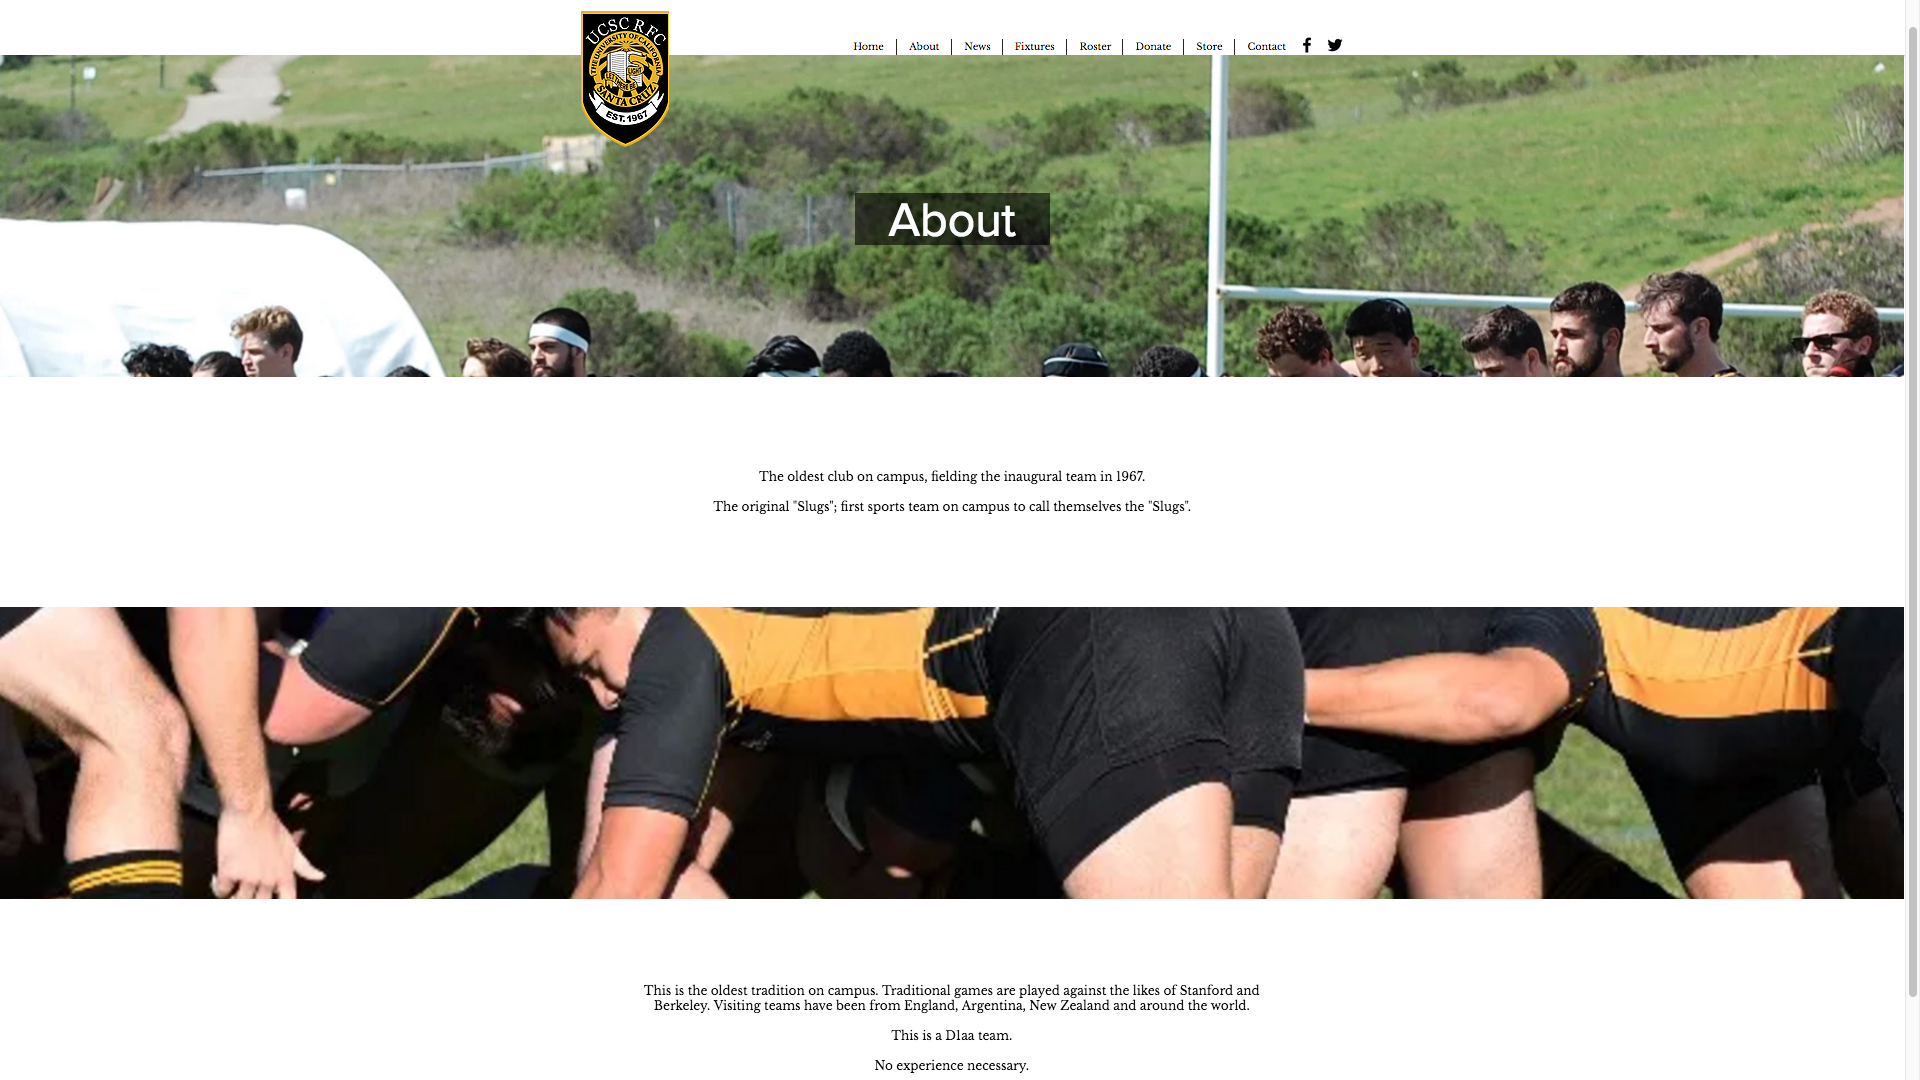 UCSC RFC
THE UNIVERSITY OF CALIFORNIA
SANTA CRUZ
EST. 1967
Home
About
News
Fixtures
Roster
Donate
Store
Contact
About
The oldest club on campus, fielding the inaugural team in 1967.
The original "Slugs"; first sports team on campus to call themselves the "Slugs".
This is the oldest tradition on campus. Traditional games are played against the likes of Stanford and
Berkeley. Visiting teams have been from England, Argentina, New Zealand and around the world.
This is a D1aa team.
No experience necessary.